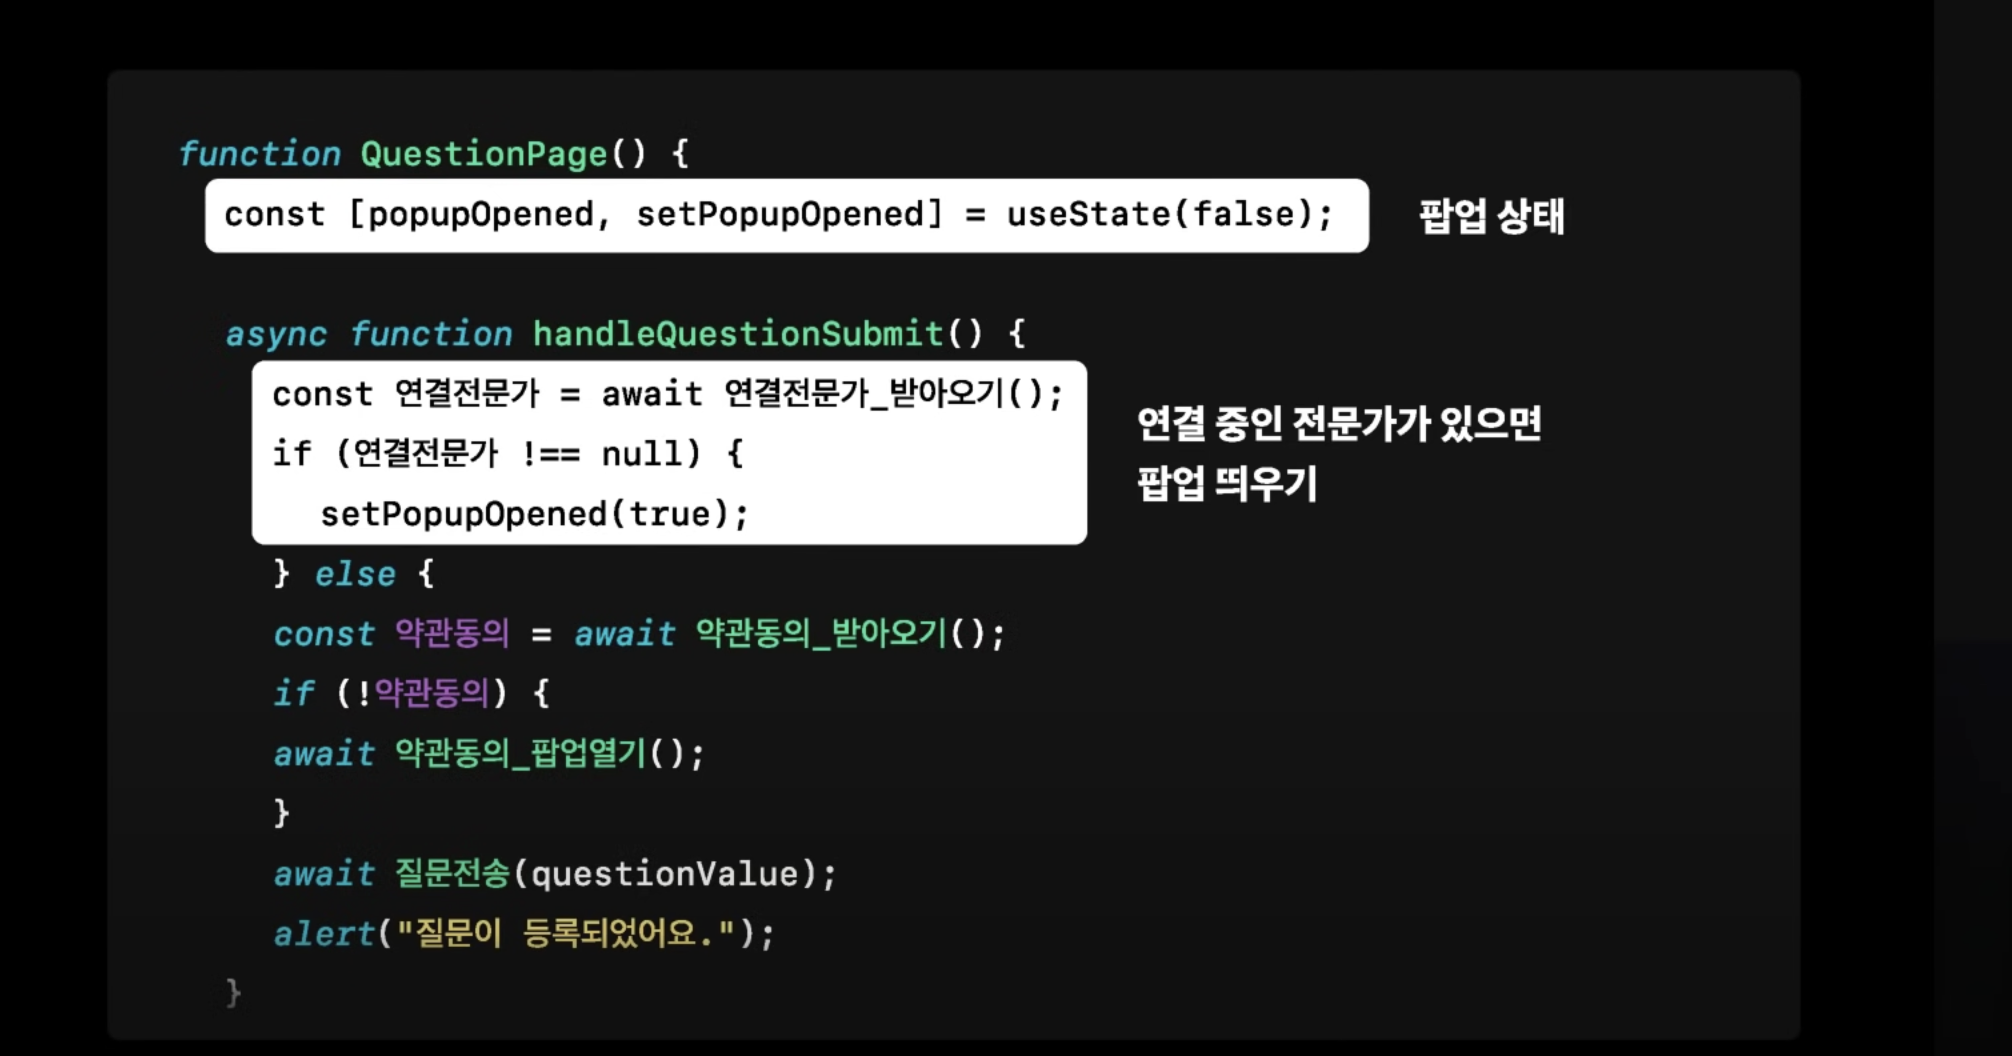 function QuestionPage() {
const [popupOpened, setPopupOpened] = useState(false);
팝업 상태
async function handleQuestionSubmit() {
const 연결전문가 = await 연결전문가_받아오기();
if (연결전문가 !== null) {
setPopupOpened(true);
연결 중인 전문가가 있으면
팝업 띄우기
} else {
const 약관동의 = await 약관동의_받아오기();
if (!약관동의) {
await 약관동의_팝업열기();
}
await 질문전송(questionValue);
alert("질문이 등록되었어요.");
}